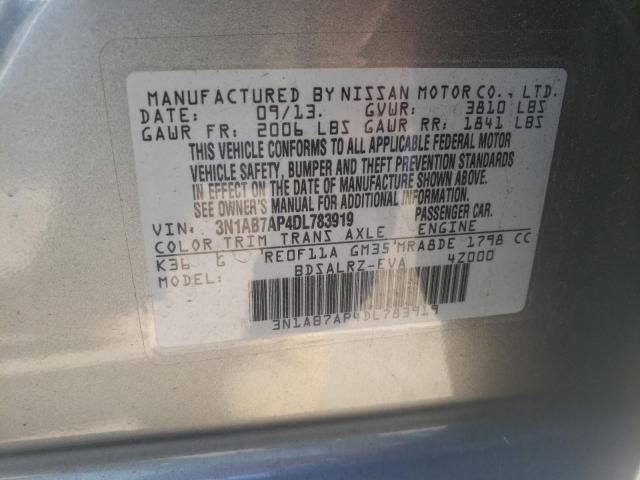 MANUFACTURED BY NISSAN MOTOR CO., LTD.
DATE: 09/13. GVWR: 3810 LBS
GAWR FR: 2006 LBS GAWR RR: 1841 LBS
THIS VEHICLE CONFORMS TO ALL APPLICABLE FEDERAL MOTOR
VEHICLE SAFETY, BUMPER AND THEFT PREVENTION STANDARDS
IN EFFECT ON THE DATE OF MANUFACTURE SHOWN ABOVE.
SEE OWNER'S MANUAL FOR ADDITIONAL INFORMATION.
VIN: 3N1AB7AP4DL783919 PASSENGER CAR.
COLOR TRIM TRANS AXLE ENGINE
K36 G RE0F11A GM35 MRA8DE 1798 CC
MODEL: BDSALRZ-EVA 4Z000
3N1AB7AP4DL783919